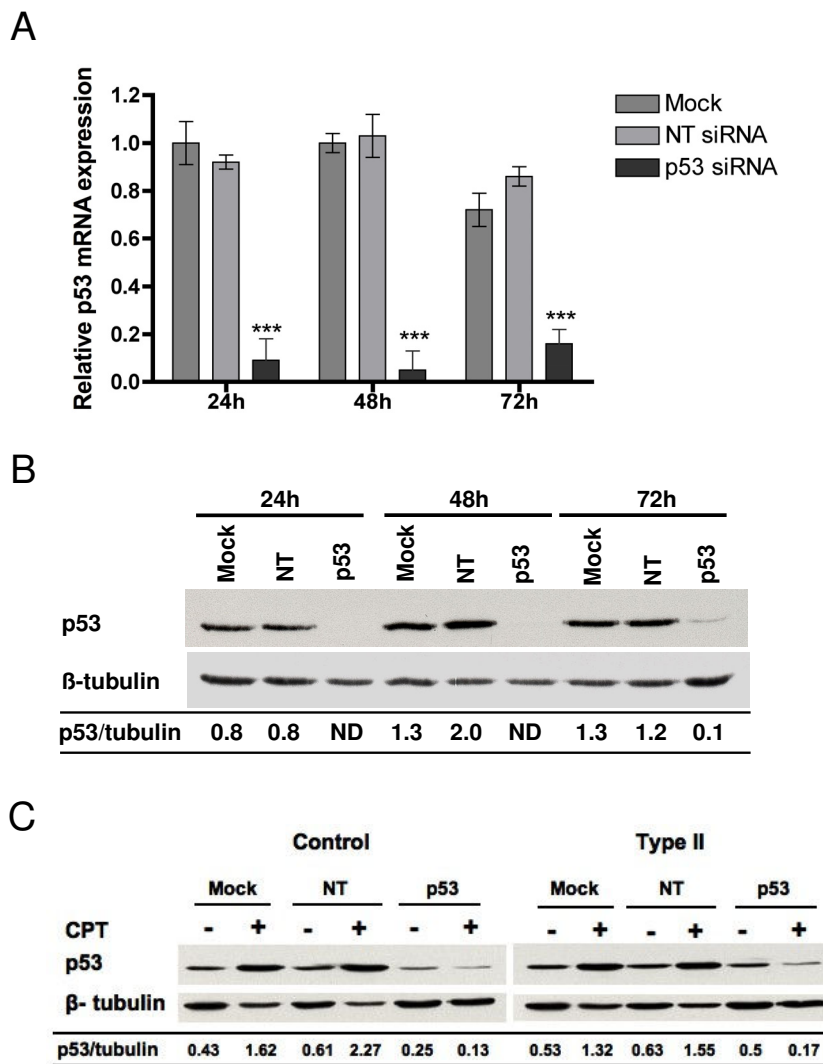 A
Relative p53 mRNA expression
1.2
1.0
0.8
0.6
0.4
0.2
0.0
*** *** ***
24h 48h 72h
Mock
NT siRNA
p53 siRNA
B
24h 48h 72h
Mock NT p53 Mock NT p53 Mock NT p53
p53
ß-tubulin
p53/tubulin 0.8 0.8 ND 1.3 2.0 ND 1.3 1.2 0.1
C
Control Type II
Mock NT p53 Mock NT p53
CPT - + - + - + - + - + - +
p53
β- tubulin
p53/tubulin 0.43 1.62 0.61 2.27 0.25 0.13 0.53 1.32 0.63 1.55 0.5 0.17